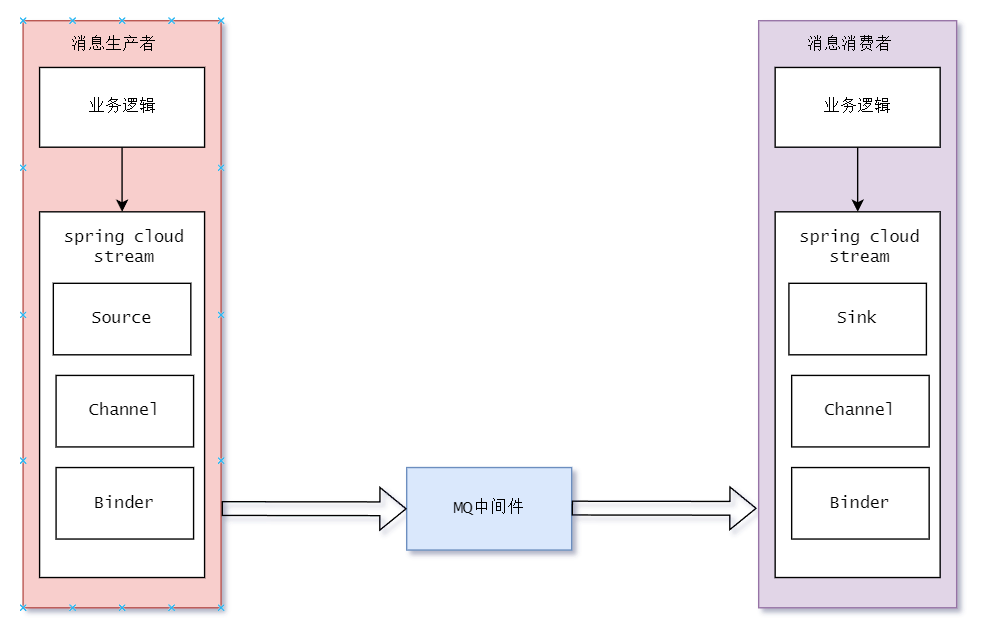 消息生产者
业务逻辑
spring cloud
stream
Source
Channel
Binder
MQ中间件
消息消费者
业务逻辑
spring cloud
stream
Sink
Channel
Binder